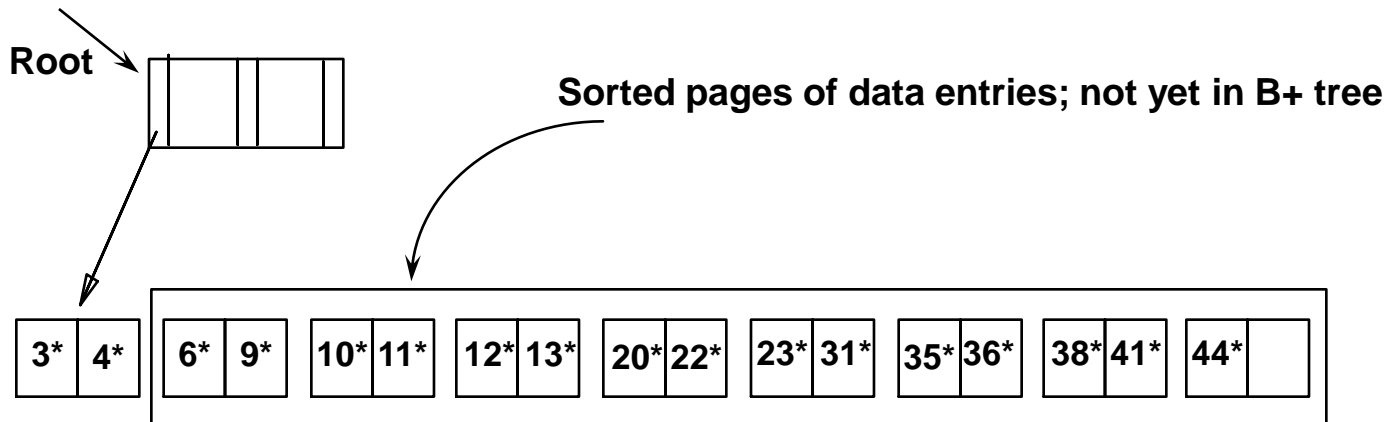 Root
Sorted pages of data entries; not yet in B+ tree
3* 4* 6* 9* 10* 11* 12* 13* 20* 22* 23* 31* 35* 36* 38* 41* 44*